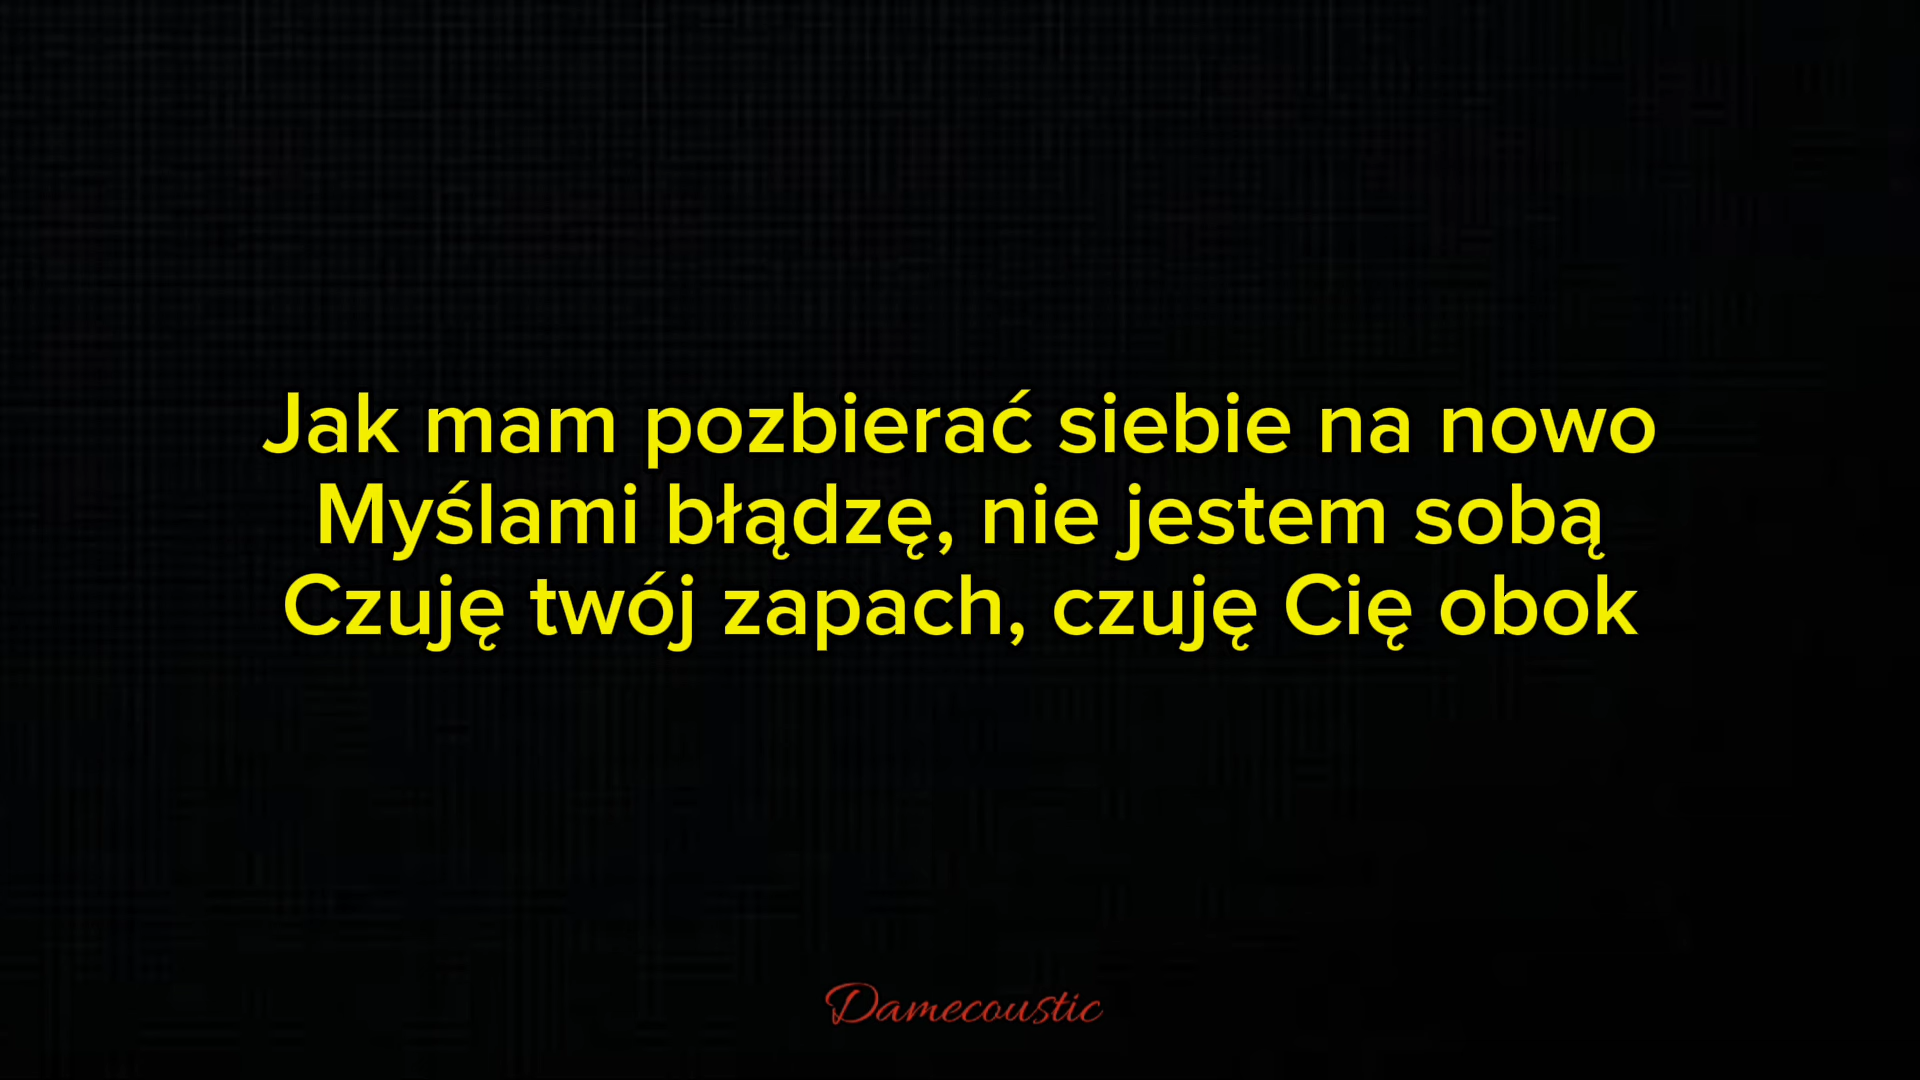 Jak mam pozbierać siebie na nowo
Myślami błądzę, nie jestem sobą
Czuję twój zapach, czuję Cię obok
Damecoustic